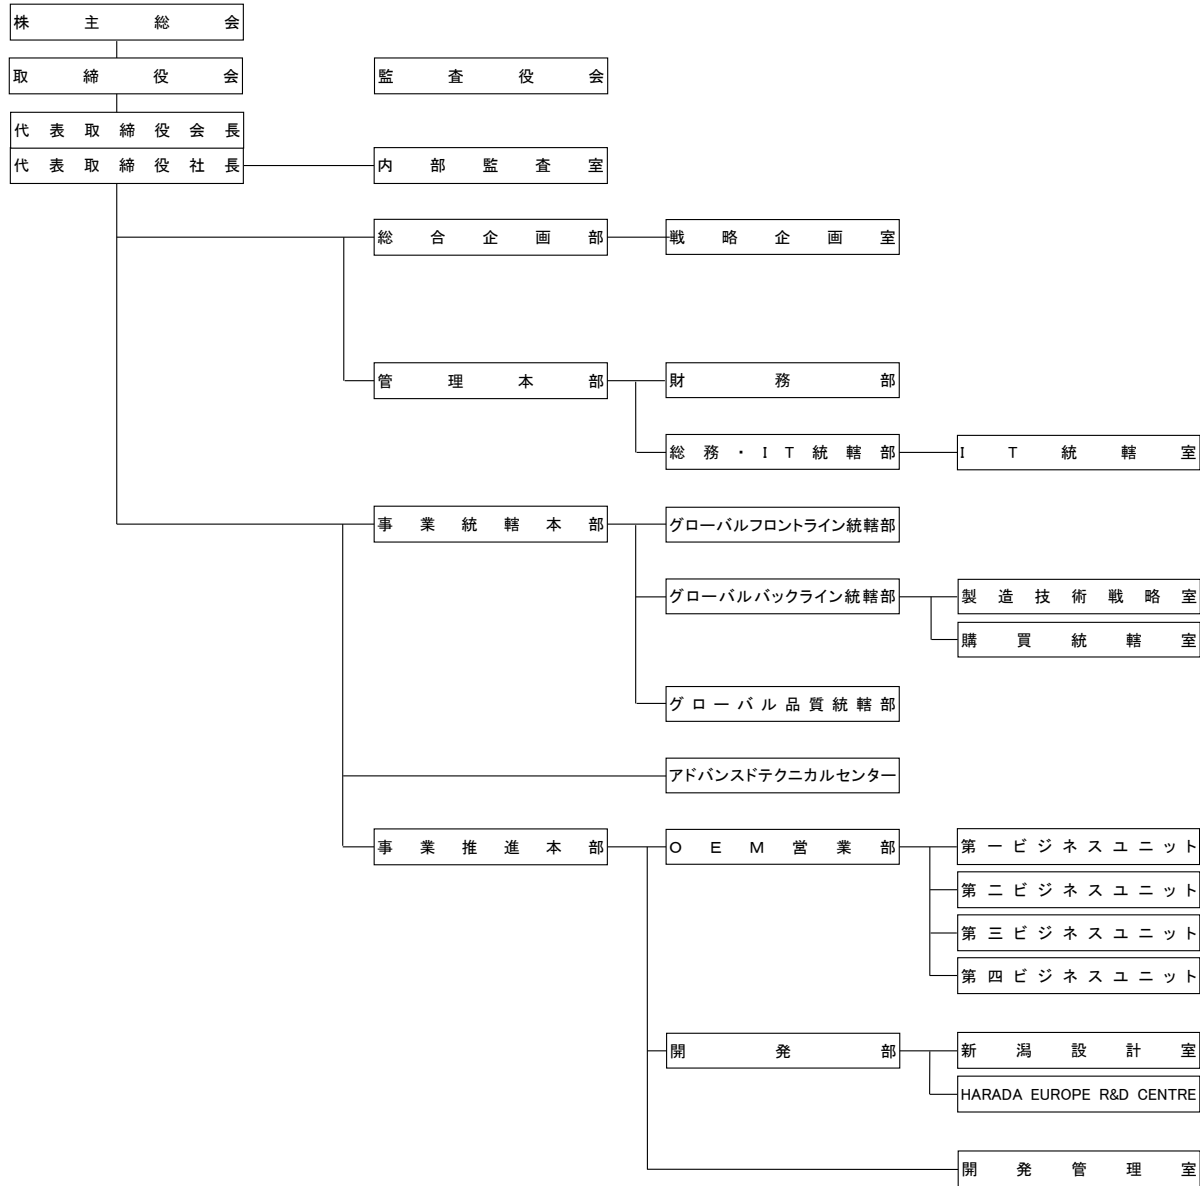 株主総会
取締役会
監査役会
代表取締役会長
代表取締役社長
内部監査室
総合企画部
戦略企画室
管理本部
財務部
総務・IT統轄部
IT統轄室
事業統轄本部
グローバルフロントライン統轄部
グローバルバックライン統轄部
製造技術戦略室
購買統轄室
グローバル品質統轄部
アドバンスドテクニカルセンター
事業推進本部
OEM営業部
第一ビジネスユニット
第二ビジネスユニット
第三ビジネスユニット
第四ビジネスユニット
開発部
新潟設計室
HARADA EUROPE R&D CENTRE
開発管理室